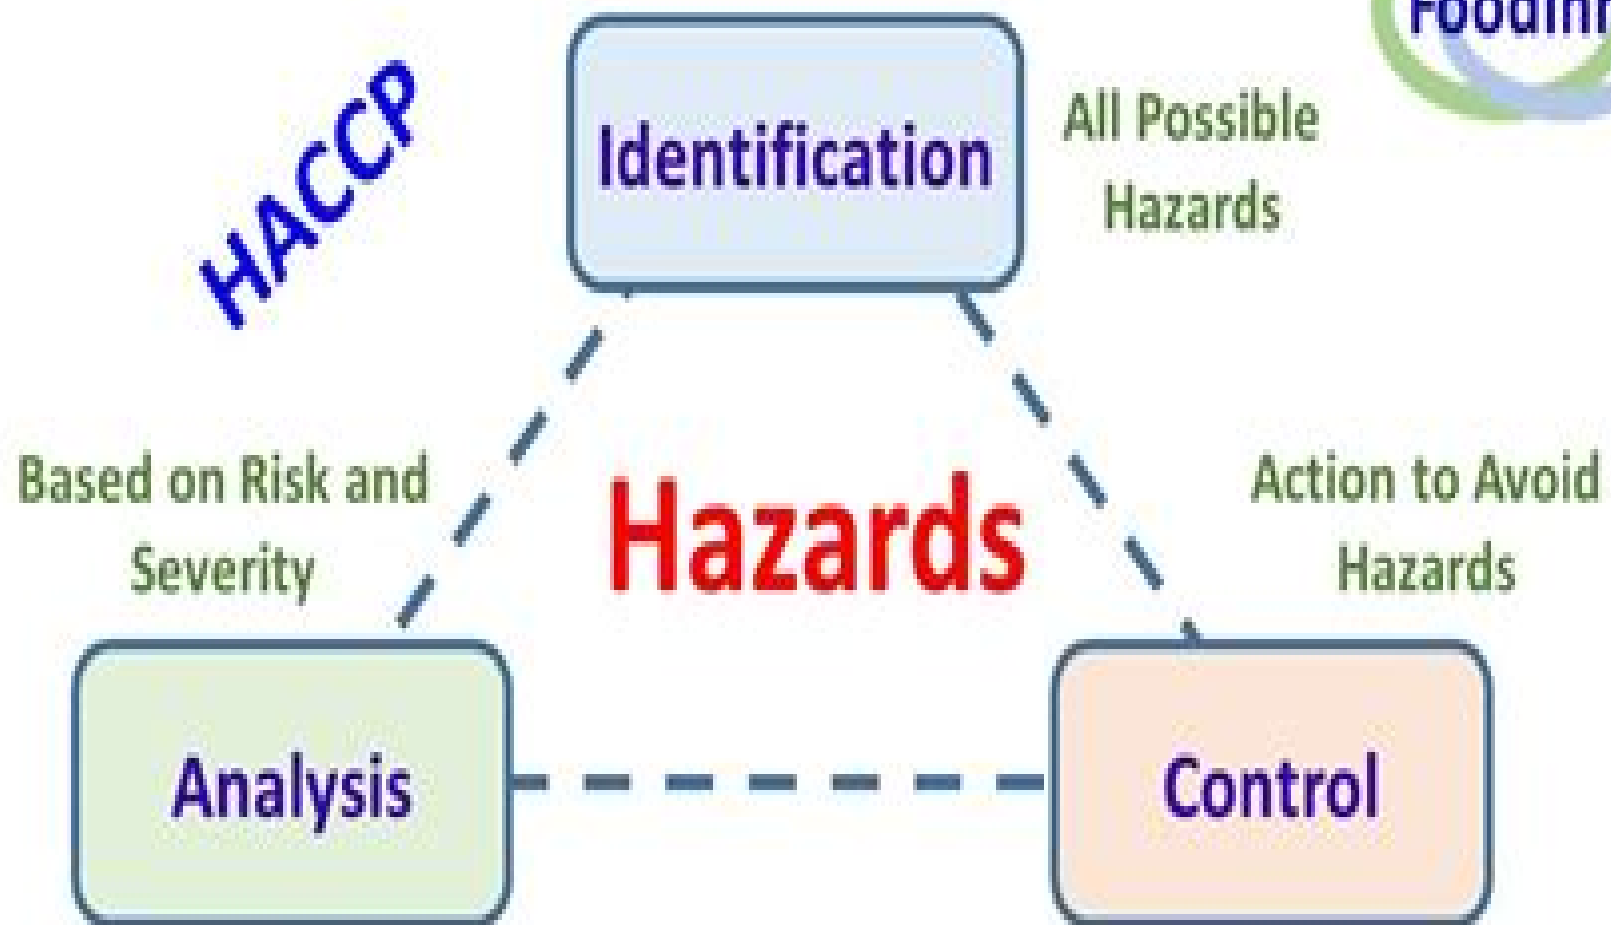 HACCP
Identification
All Possible
Hazards
Based on Risk and
Severity
Hazards
Action to Avoid
Hazards
Analysis
Control